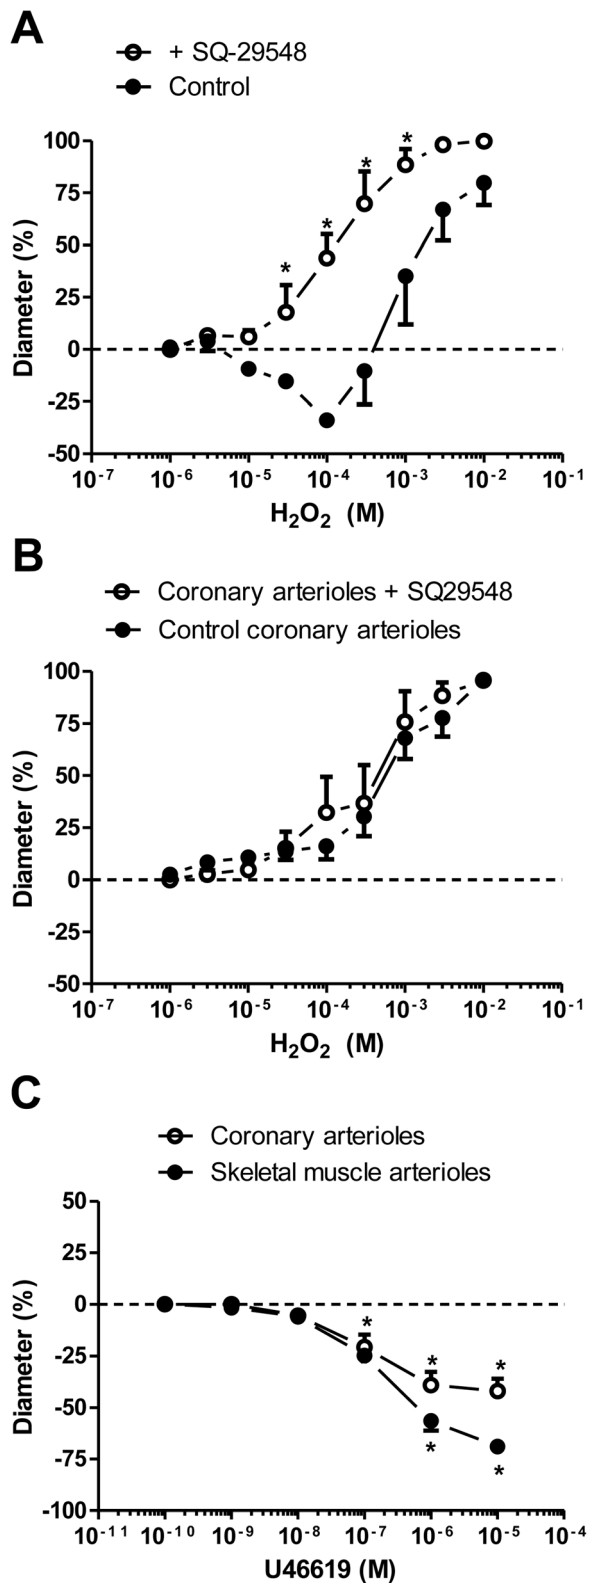 A
+ SQ-29548
Control
Diameter (%)
100
75
50
25
0
-25
-50
* * * *
10⁻⁷ 10⁻⁶ 10⁻⁵ 10⁻⁴ 10⁻³ 10⁻² 10⁻¹
H₂O₂ (M)
B
Coronary arterioles + SQ29548
Control coronary arterioles
Diameter (%)
100
75
50
25
0
-25
-50
10⁻⁷ 10⁻⁶ 10⁻⁵ 10⁻⁴ 10⁻³ 10⁻² 10⁻¹
H₂O₂ (M)
C
Coronary arterioles
Skeletal muscle arterioles
Diameter (%)
50
25
0
-25
-50
-75
-100
* * *
* *
10⁻¹¹ 10⁻¹⁰ 10⁻⁹ 10⁻⁸ 10⁻⁷ 10⁻⁶ 10⁻⁵ 10⁻⁴
U46619 (M)